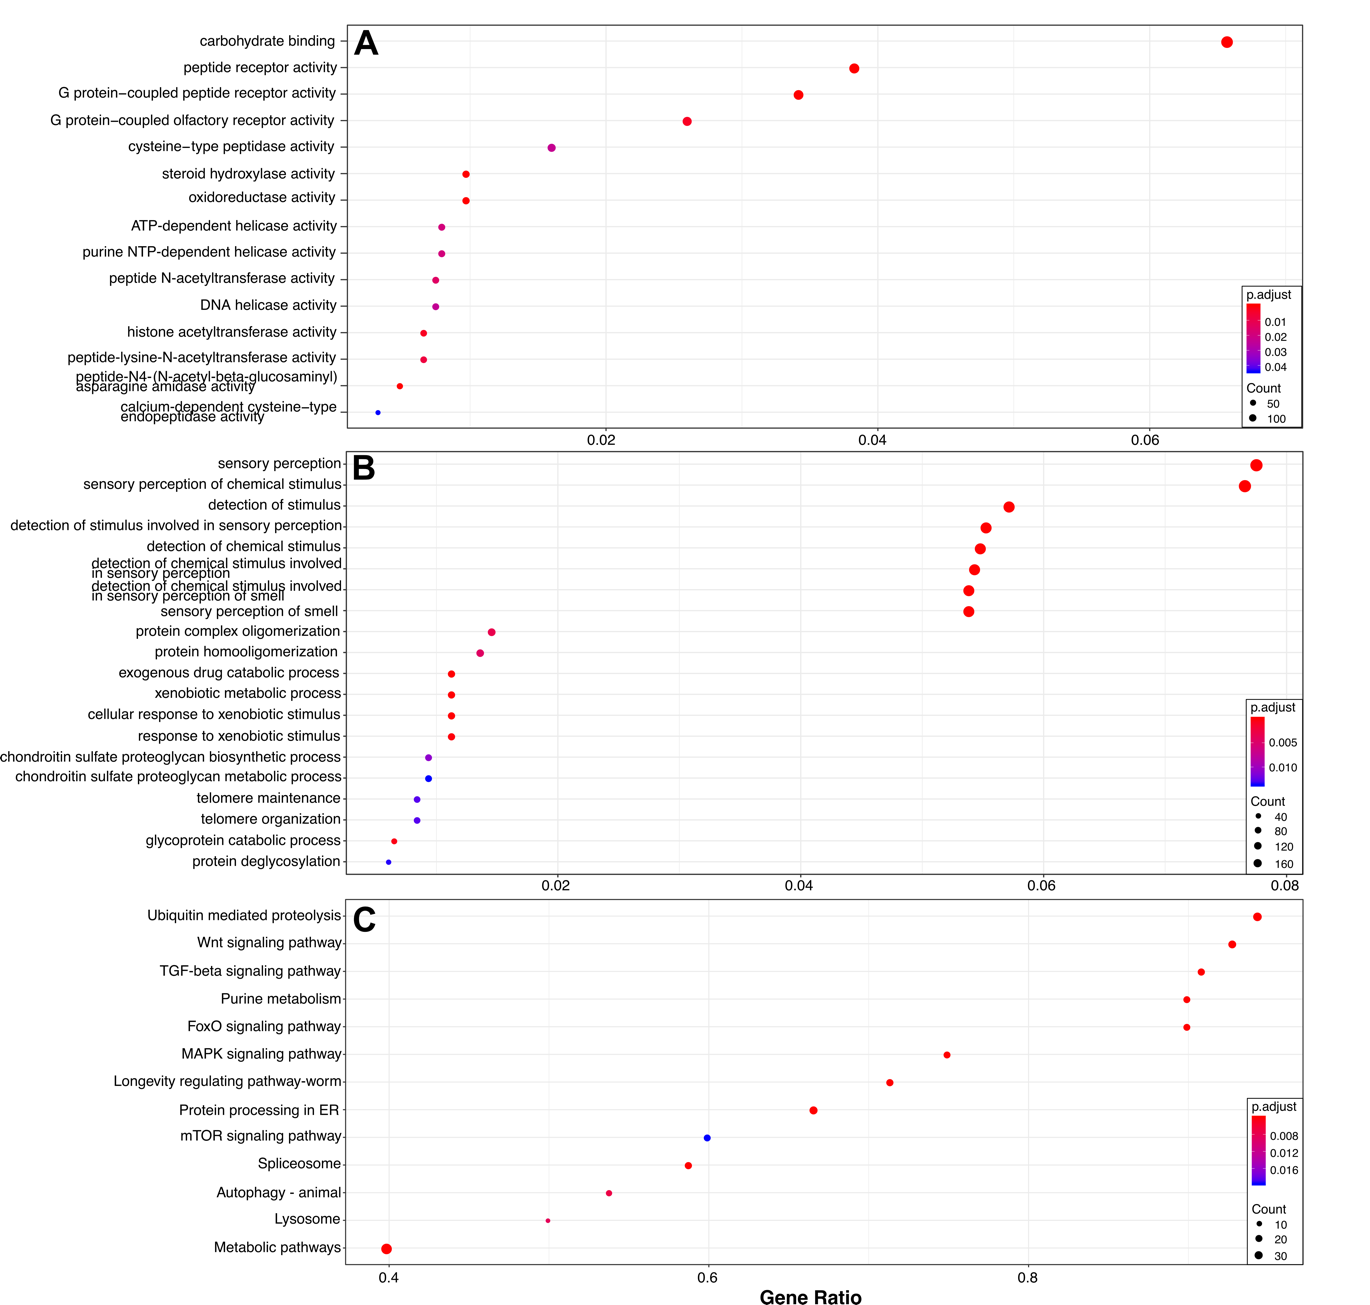 A
carbohydrate binding
peptide receptor activity
G protein−coupled peptide receptor activity
G protein−coupled olfactory receptor activity
cysteine−type peptidase activity
steroid hydroxylase activity
oxidoreductase activity
ATP-dependent helicase activity
purine NTP-dependent helicase activity
peptide N-acetyltransferase activity
DNA helicase activity
histone acetyltransferase activity
peptide-lysine-N-acetyltransferase activity
peptide-N4-(N-acetyl-beta-glucosaminyl)
asparagine amidase activity
calcium-dependent cysteine−type
endopeptidase activity
p.adjust
0.01
0.02
0.03
0.04
Count
50
100
0.02
0.04
0.06
B
sensory perception
sensory perception of chemical stimulus
detection of stimulus
detection of stimulus involved in sensory perception
detection of chemical stimulus
detection of chemical stimulus involved
in sensory perception
detection of chemical stimulus involved
in sensory perception of smell
sensory perception of smell
protein complex oligomerization
protein homooligomerization
exogenous drug catabolic process
xenobiotic metabolic process
cellular response to xenobiotic stimulus
response to xenobiotic stimulus
chondroitin sulfate proteoglycan biosynthetic process
chondroitin sulfate proteoglycan metabolic process
telomere maintenance
telomere organization
glycoprotein catabolic process
protein deglycosylation
p.adjust
0.005
0.010
Count
40
80
120
160
0.02
0.04
0.06
0.08
C
Ubiquitin mediated proteolysis
Wnt signaling pathway
TGF-beta signaling pathway
Purine metabolism
FoxO signaling pathway
MAPK signaling pathway
Longevity regulating pathway-worm
Protein processing in ER
mTOR signaling pathway
Spliceosome
Autophagy - animal
Lysosome
Metabolic pathways
p.adjust
0.008
0.012
0.016
Count
10
20
30
0.4
0.6
0.8
Gene Ratio